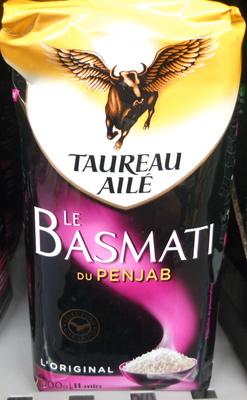 TAUREAU
AILÉ
LE
BASMATI
DU PENJAB
L'ORIGINAL